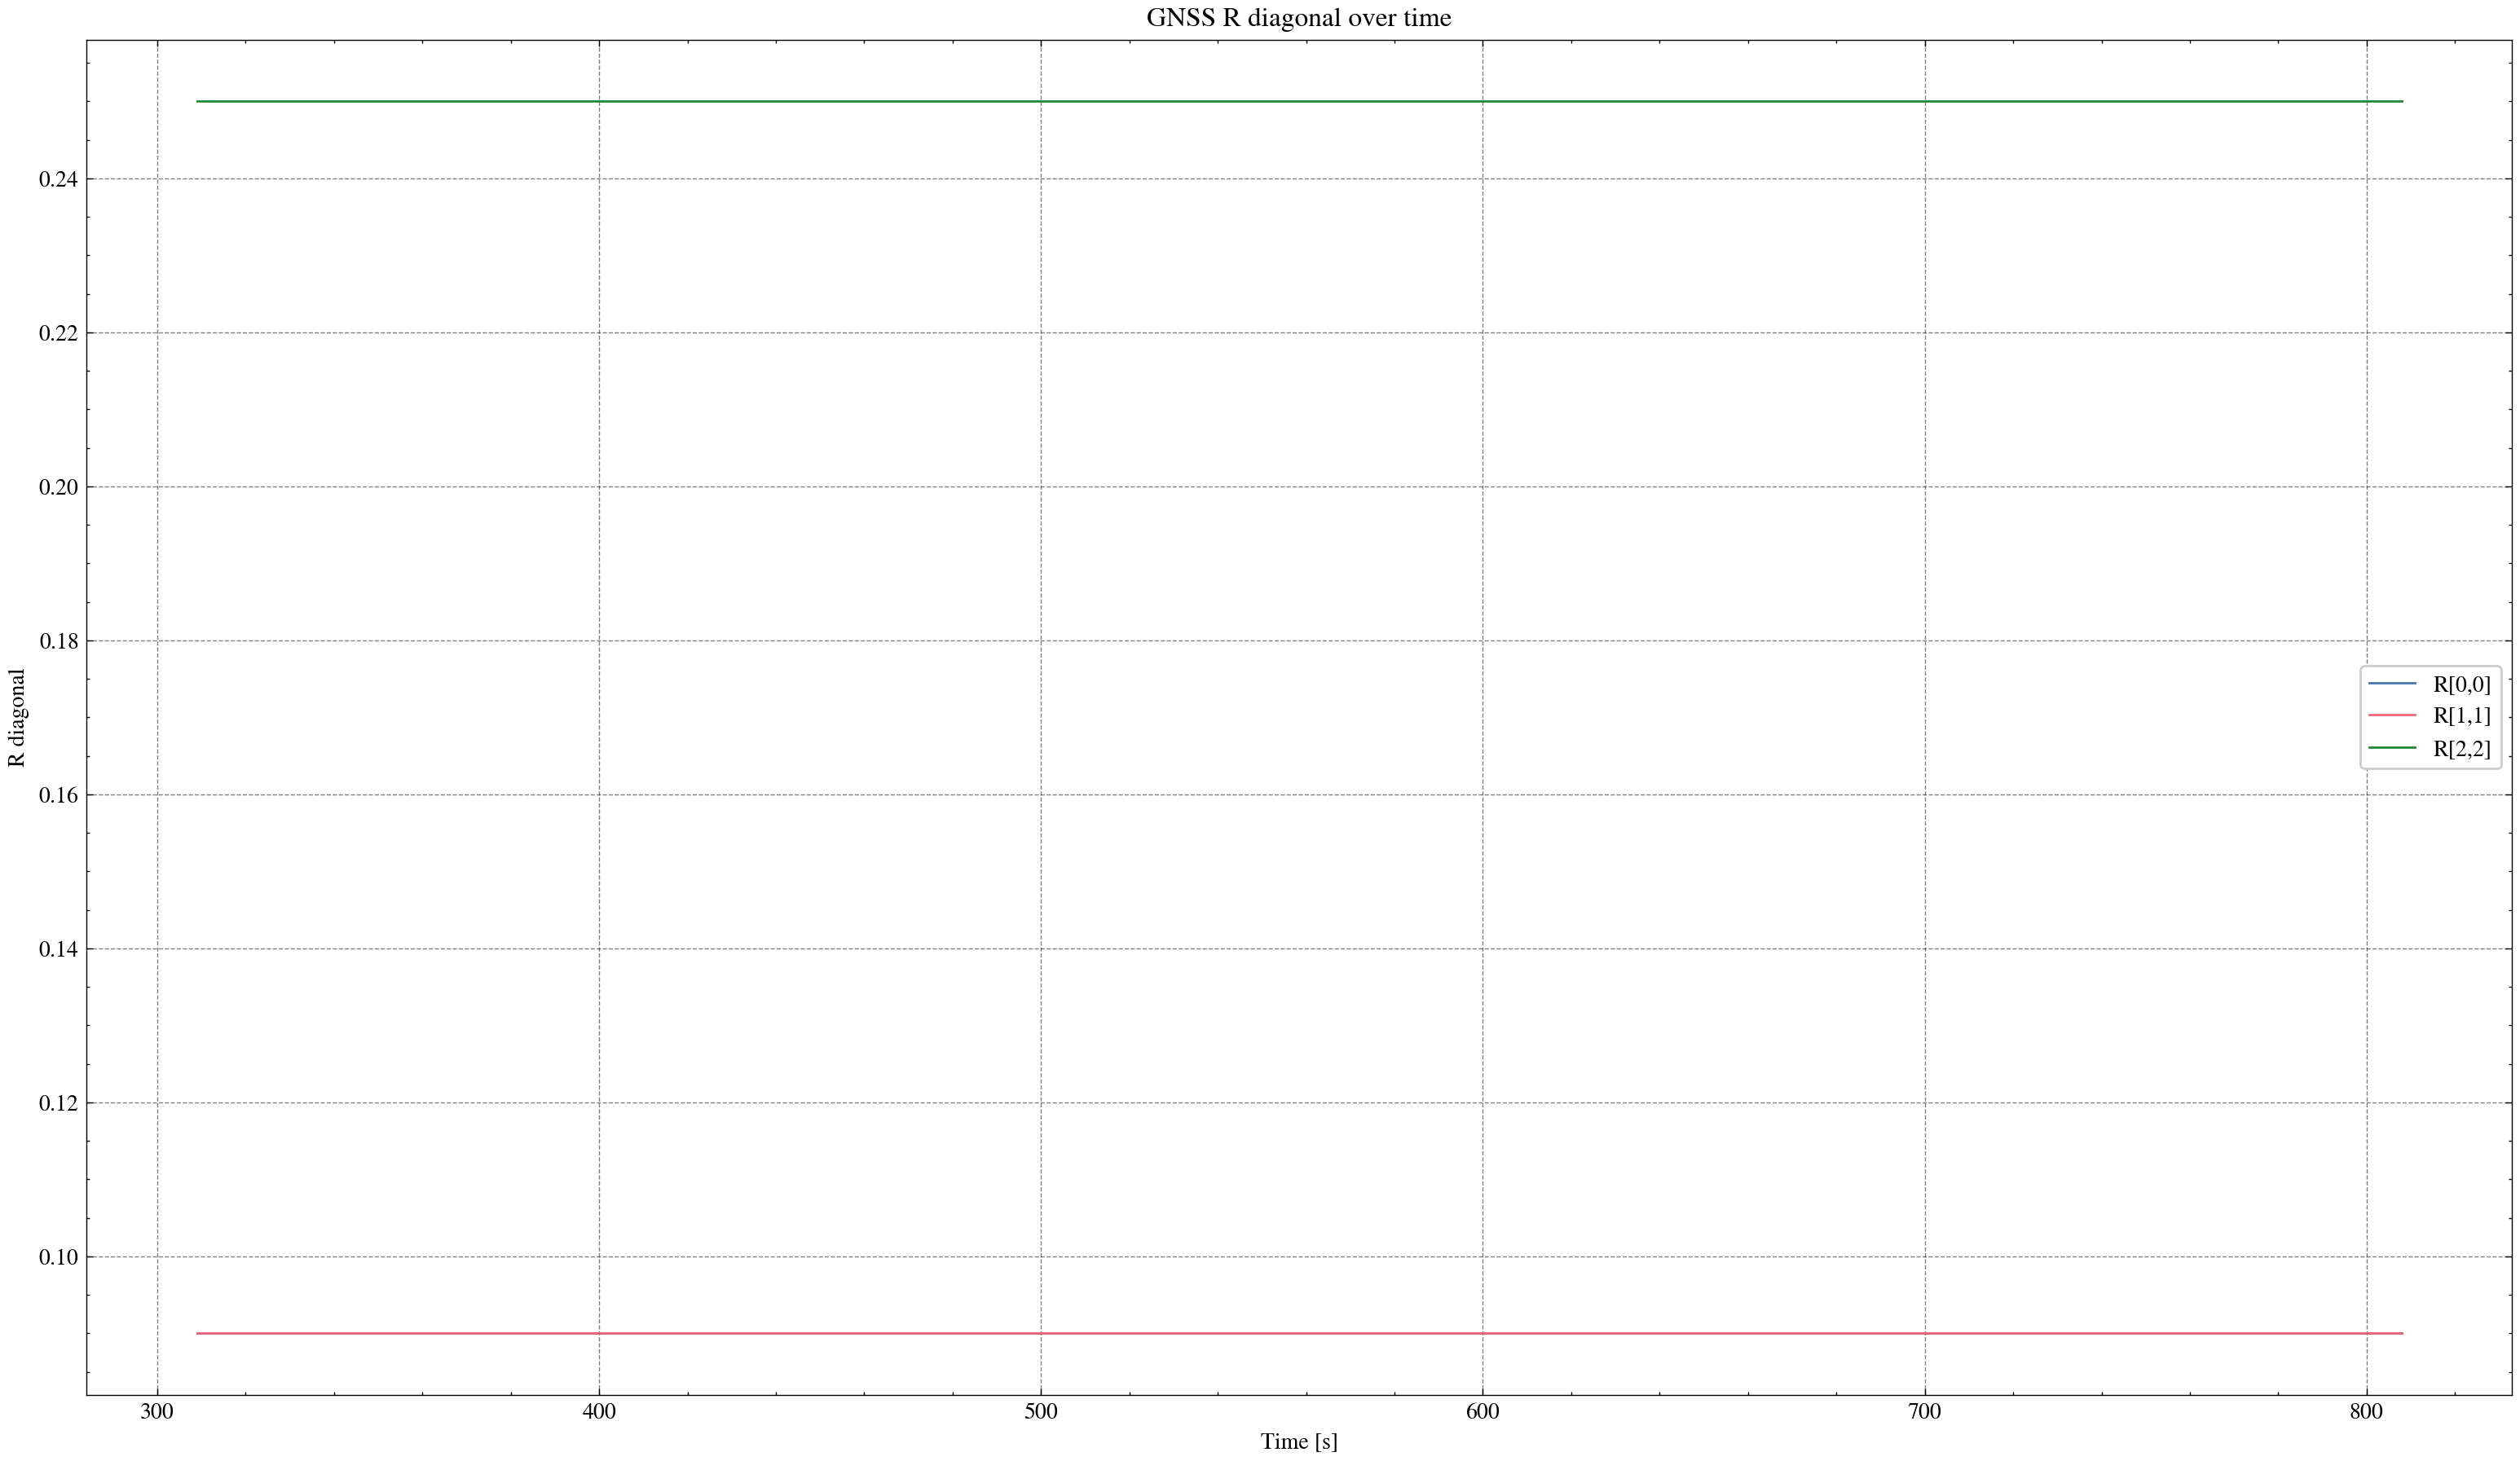 GNSS R diagonal over time
0.24
0.22
0.20
0.18
0.16
0.14
0.12
0.10
R diagonal
R[0,0]
R[1,1]
R[2,2]
300 400 500 600 700 800
Time [s]